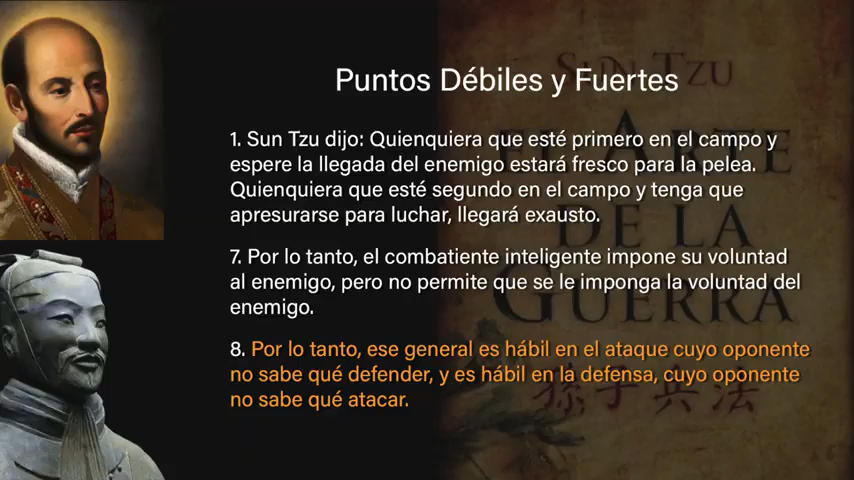 Puntos Débiles y Fuertes
1. Sun Tzu dijo: Quienquiera que esté primero en el campo y
espere la llegada del enemigo estará fresco para la pelea.
Quienquiera que esté segundo en el campo y tenga que
apresurarse para luchar, llegará exausto.
7. Por lo tanto, el combatiente inteligente impone su voluntad
al enemigo, pero no permite que se le imponga la voluntad del
enemigo.
8. Por lo tanto, ese general es hábil en el ataque cuyo oponente
no sabe qué defender, y es hábil en la defensa, cuyo oponente
no sabe qué atacar.
SUN TZU
EL ARTE
DE LA
GUERRA
孫子兵法